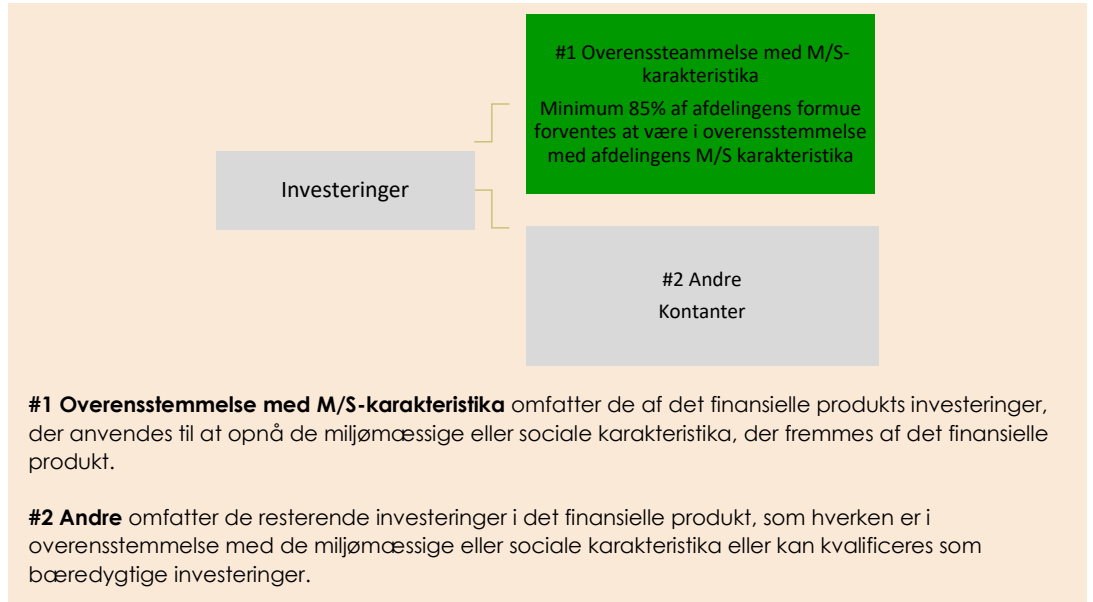 #1 Overenssteammelse med M/S-
karakteristika
Minimum 85% af afdelingens formue
forventes at være i overensstemmelse
med afdelingens M/S karakteristika
Investeringer
#2 Andre
Kontanter
#1 Overensstemmelse med M/S-karakteristika omfatter de af det finansielle produkts investeringer,
der anvendes til at opnå de miljømæssige eller sociale karakteristika, der fremmes af det finansielle
produkt.
#2 Andre omfatter de resterende investeringer i det finansielle produkt, som hverken er i
overensstemmelse med de miljømæssige eller sociale karakteristika eller kan kvalificeres som
bæredygtige investeringer.